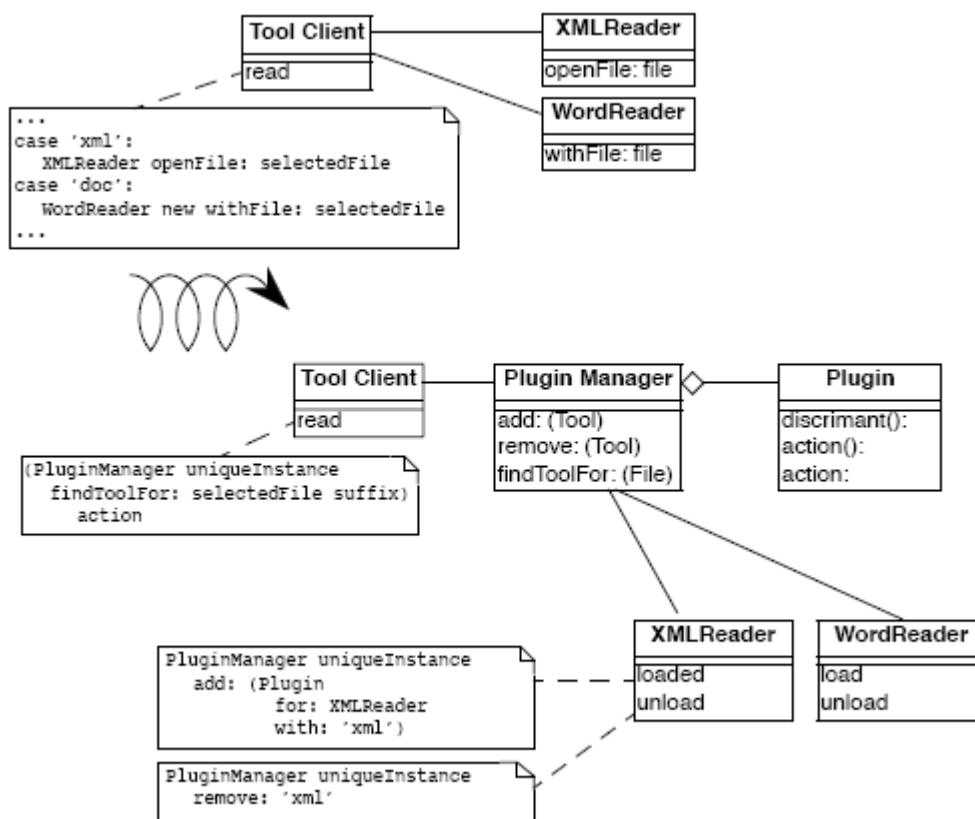 Tool Client
read
XMLReader
openFile: file
WordReader
withFile: file
...
case 'xml':
XMLReader openFile: selectedFile
case 'doc':
WordReader new withFile: selectedFile
...
Tool Client
read
Plugin Manager
add: (Tool)
remove: (Tool)
findToolFor: (File)
Plugin
discrimant():
action():
action:
(PluginManager uniqueInstance
findToolFor: selectedFile suffix)
action
XMLReader
loaded
unload
WordReader
load
unload
PluginManager uniqueInstance
add: (Plugin
for: XMLReader
with: 'xml')
PluginManager uniqueInstance
remove: 'xml'